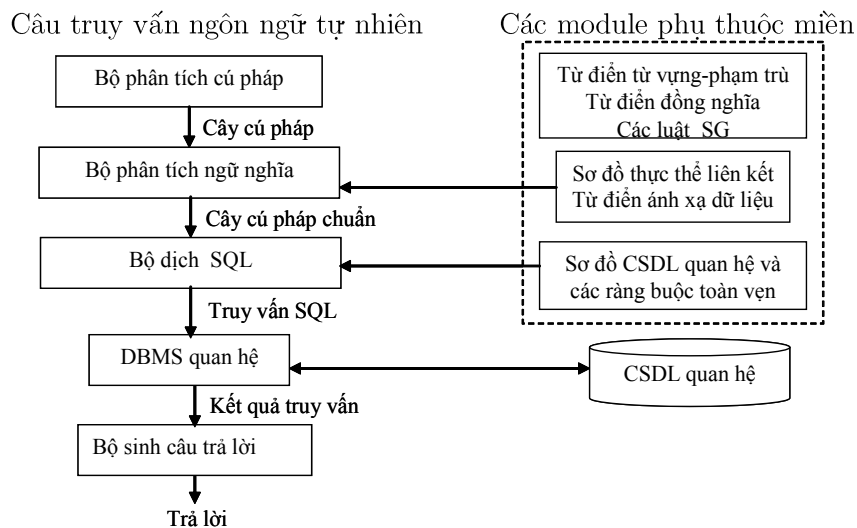 Câu truy vấn ngôn ngữ tự nhiên
Các module phụ thuộc miền
Bộ phân tích cú pháp
Từ điển từ vựng-phạm trù
Từ điển đồng nghĩa
Các luật SG
Cây cú pháp
Bộ phân tích ngữ nghĩa
Sơ đồ thực thể liên kết
Từ điển ánh xạ dữ liệu
Cây cú pháp chuẩn
Bộ dịch SQL
Sơ đồ CSDL quan hệ và
các ràng buộc toàn vẹn
Truy vấn SQL
DBMS quan hệ
CSDL quan hệ
Kết quả truy vấn
Bộ sinh câu trả lời
Trả lời